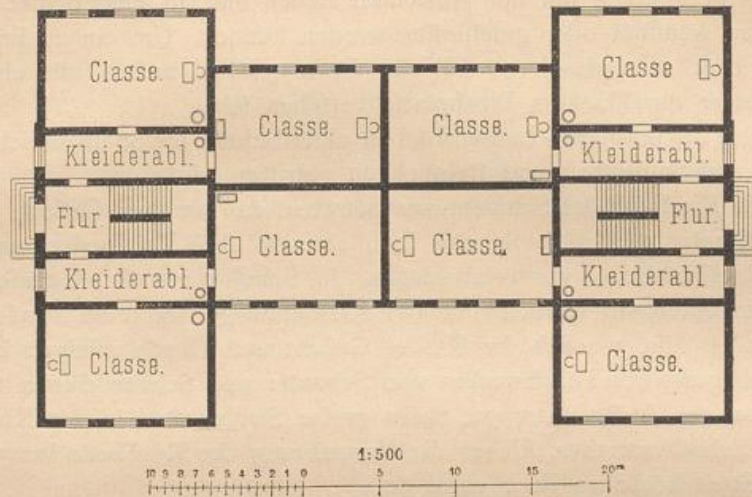 Classe.
Classe
Classe.
Classe.
Kleiderabl.
Kleiderabl.
Flur.
Flur.
Classe.
Classe.
Kleiderabl.
Kleiderabl
Classe.
Classe.
1:500
10 9 8 7 6 5 4 3 2 1 0 5 10 15 20m